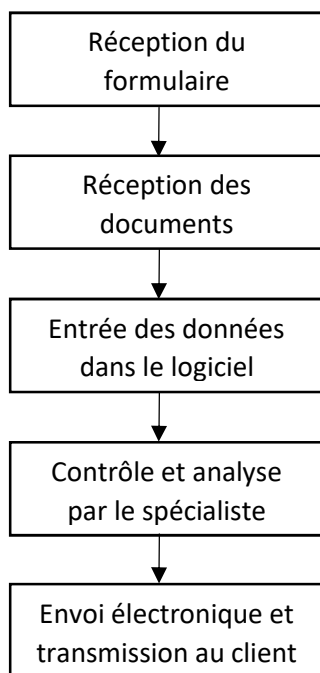 Réception du
formulaire
Réception des
documents
Entrée des données
dans le logiciel
Contrôle et analyse
par le spécialiste
Envoi électronique et
transmission au client